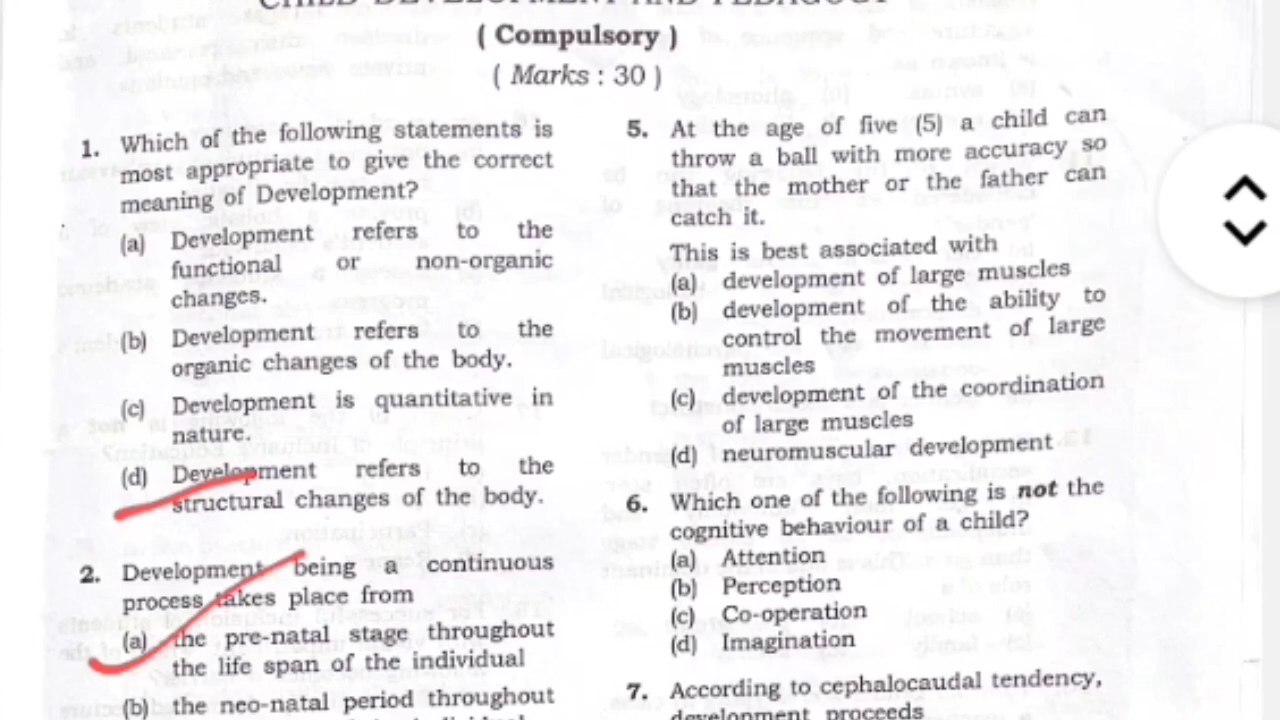 CHILD DEVELOPMENT AND PEDAGOGY
( Compulsory )
( Marks : 30 )
1. Which of the following statements is
most appropriate to give the correct
meaning of Development?
(a) Development refers to the
functional or non-organic
changes.
(b) Development refers to the
organic changes of the body.
(c) Development is quantitative in
nature.
(d) Development refers to the
structural changes of the body.
2. Development being a continuous
process takes place from
(a) the pre-natal stage throughout
the life span of the individual
(b) the neo-natal period throughout
5. At the age of five (5) a child can
throw a ball with more accuracy so
that the mother or the father can
catch it.
This is best associated with
(a) development of large muscles
(b) development of the ability to
control the movement of large
muscles
(c) development of the coordination
of large muscles
(d) neuromuscular development
6. Which one of the following is not the
cognitive behaviour of a child?
(a) Attention
(b) Perception
(c) Co-operation
(d) Imagination
7. According to cephalocaudal tendency,
development proceeds